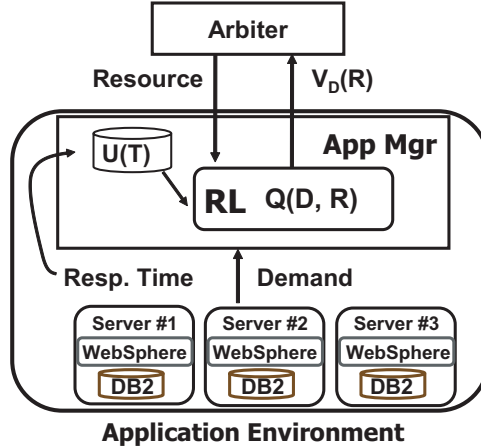 Arbiter
Resource
V_D(R)
U(T)
App Mgr
RL Q(D, R)
Resp. Time
Demand
Server #1
Server #2
Server #3
WebSphere
WebSphere
WebSphere
DB2
DB2
DB2
Application Environment